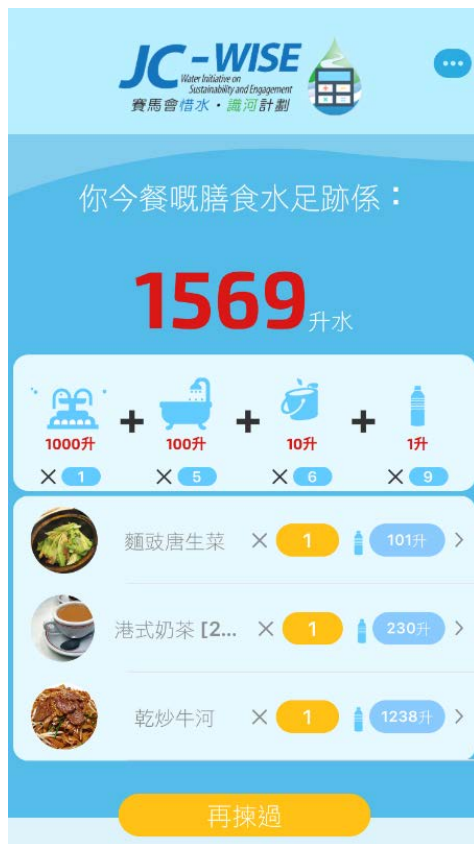 JC-WISE
Water Initiative on
Sustainability and Engagement
賽馬會惜水・識河計劃
你今餐嘅膳食水足跡係：
1569升水
1000升 + 100升 + 10升 + 1升
× 1 × 5 × 6 × 9
麵豉唐生菜 × 1 101升
港式奶茶 [2... × 1 230升
乾炒牛河 × 1 1238升
再揀過